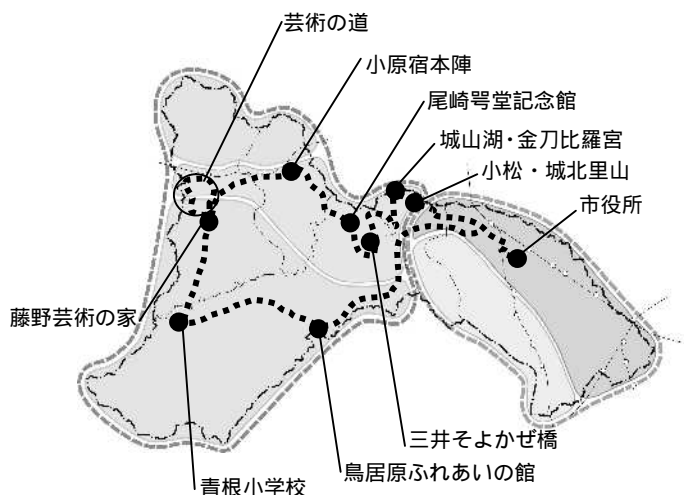 芸術の道
小原宿本陣
尾崎咢堂記念館
城山湖・金刀比羅宮
小松・城北里山
市役所
藤野芸術の家
三井そよかぜ橋
鳥居原ふれあいの館
青根小学校